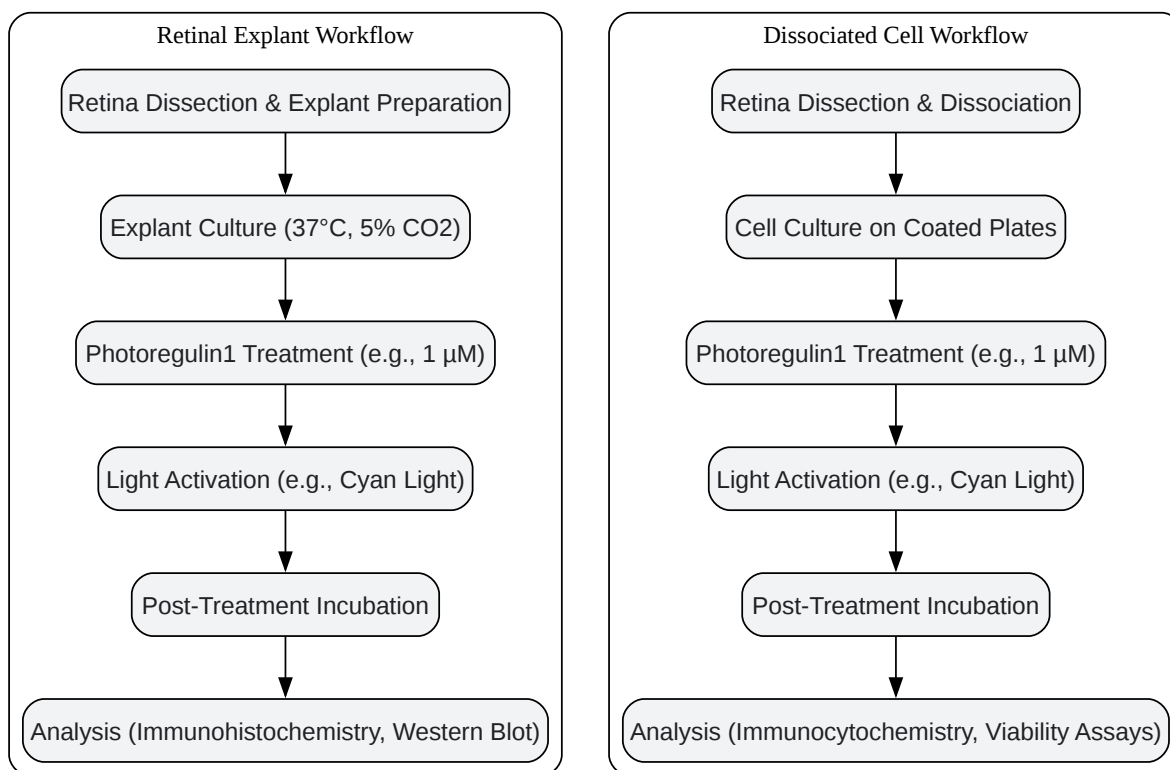 Retinal Explant Workflow
Retina Dissection & Explant Preparation
Explant Culture (37°C, 5% CO2)
Photoregulin1 Treatment (e.g., 1 µM)
Light Activation (e.g., Cyan Light)
Post-Treatment Incubation
Analysis (Immunohistochemistry, Western Blot)
Dissociated Cell Workflow
Retina Dissection & Dissociation
Cell Culture on Coated Plates
Photoregulin1 Treatment (e.g., 1 µM)
Light Activation (e.g., Cyan Light)
Post-Treatment Incubation
Analysis (Immunocytochemistry, Viability Assays)